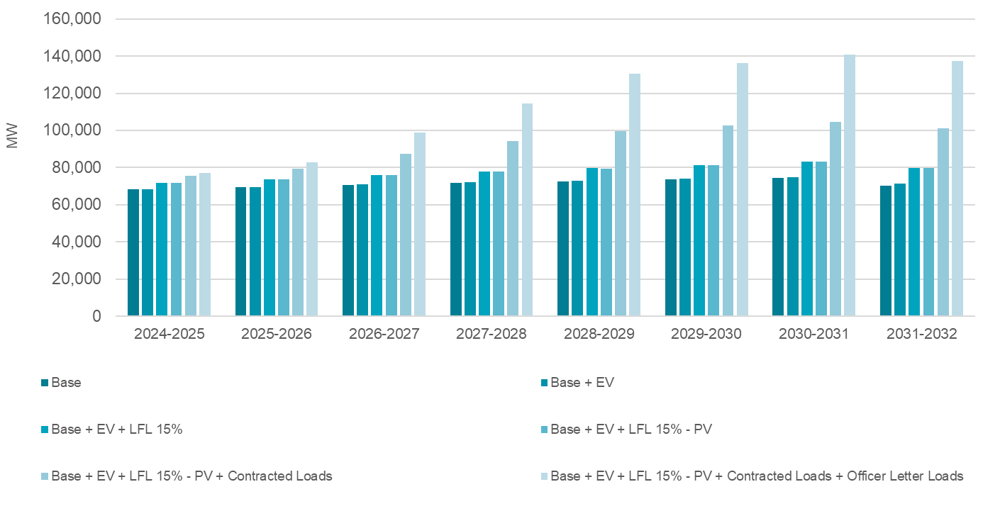 160,000
140,000
120,000
100,000
80,000
60,000
40,000
20,000
0
MW
2024-2025 2025-2026 2026-2027 2027-2028 2028-2029 2029-2030 2030-2031 2031-2032
Base
Base + EV
Base + EV + LFL 15%
Base + EV + LFL 15% - PV
Base + EV + LFL 15% - PV + Contracted Loads
Base + EV + LFL 15% - PV + Contracted Loads + Officer Letter Loads